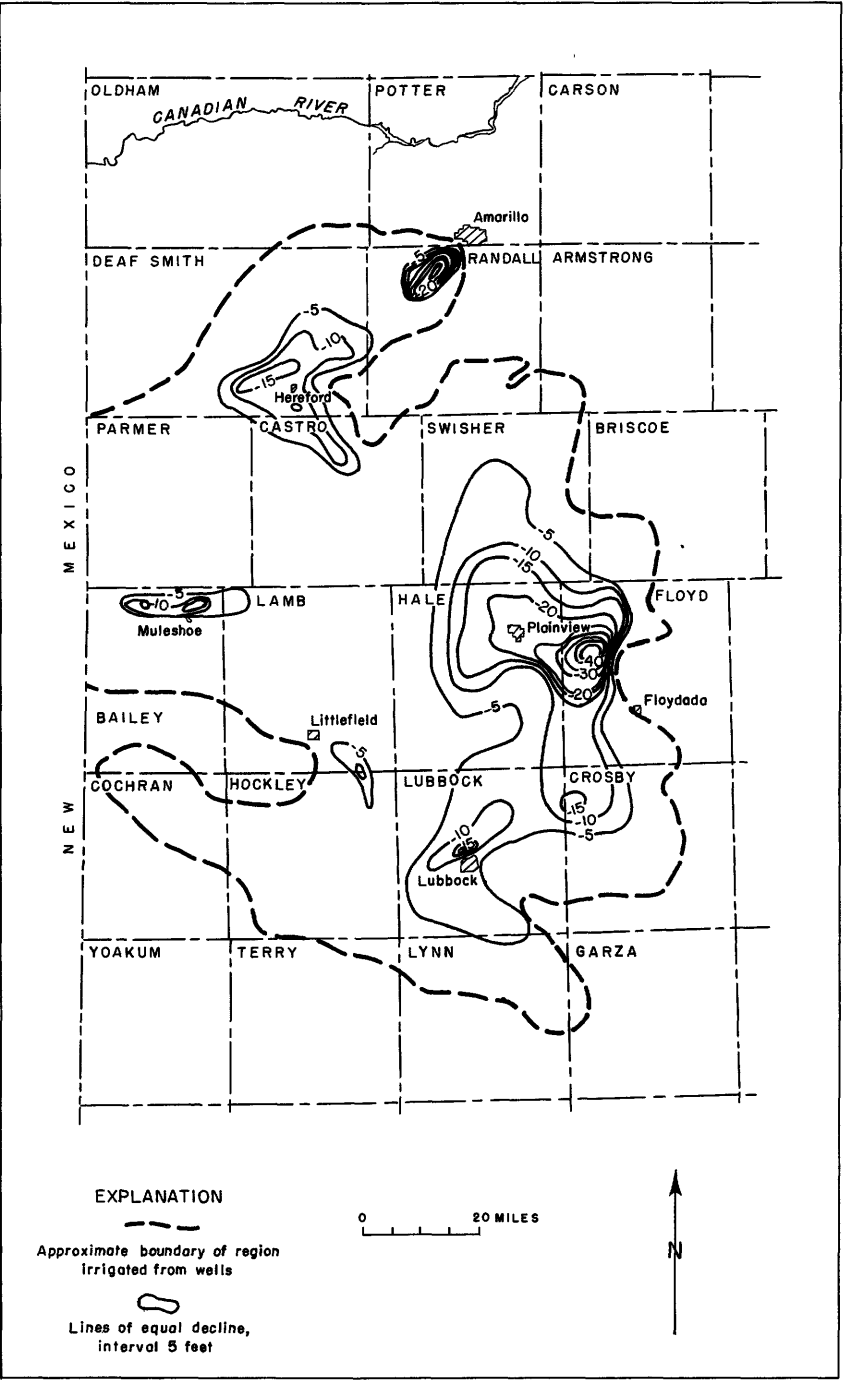 OLDHAM
POTTER
CARSON
CANADIAN RIVER
Amarillo
DEAF SMITH
-5
RANDALL
ARMSTRONG
-20
-5
-10
-15
Hereford
PARMER
CASTRO
SWISHER
BRISCOE
MEXICO
-5
-10
-15
-5
-10
LAMB
HALE
FLOYD
-20
Muleshoe
Plainview
-40
-30
-20
Floydada
-5
BAILEY
Littlefield
-5
COCHRAN
HOCKLEY
LUBBOCK
CROSBY
-15
-10
-5
NEW
-10
-15
Lubbock
YOAKUM
TERRY
LYNN
GARZA
EXPLANATION
Approximate boundary of region
irrigated from wells
Lines of equal decline,
interval 5 feet
0 20 MILES
N